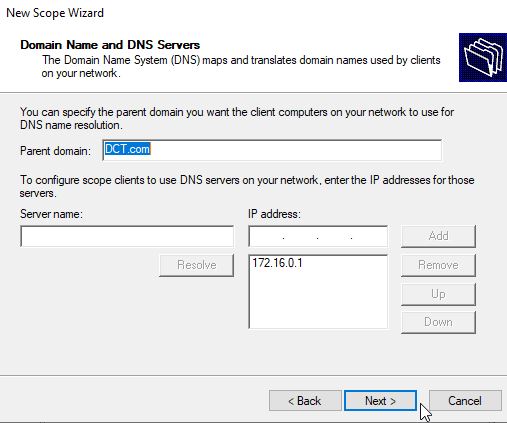 New Scope Wizard
Domain Name and DNS Servers
The Domain Name System (DNS) maps and translates domain names used by clients
on your network.
You can specify the parent domain you want the client computers on your network to use for
DNS name resolution.
Parent domain: DCT.com
To configure scope clients to use DNS servers on your network, enter the IP addresses for those
servers.
Server name: IP address:
. . . Add
Resolve 172.16.0.1 Remove
Up
Down
< Back Next > Cancel